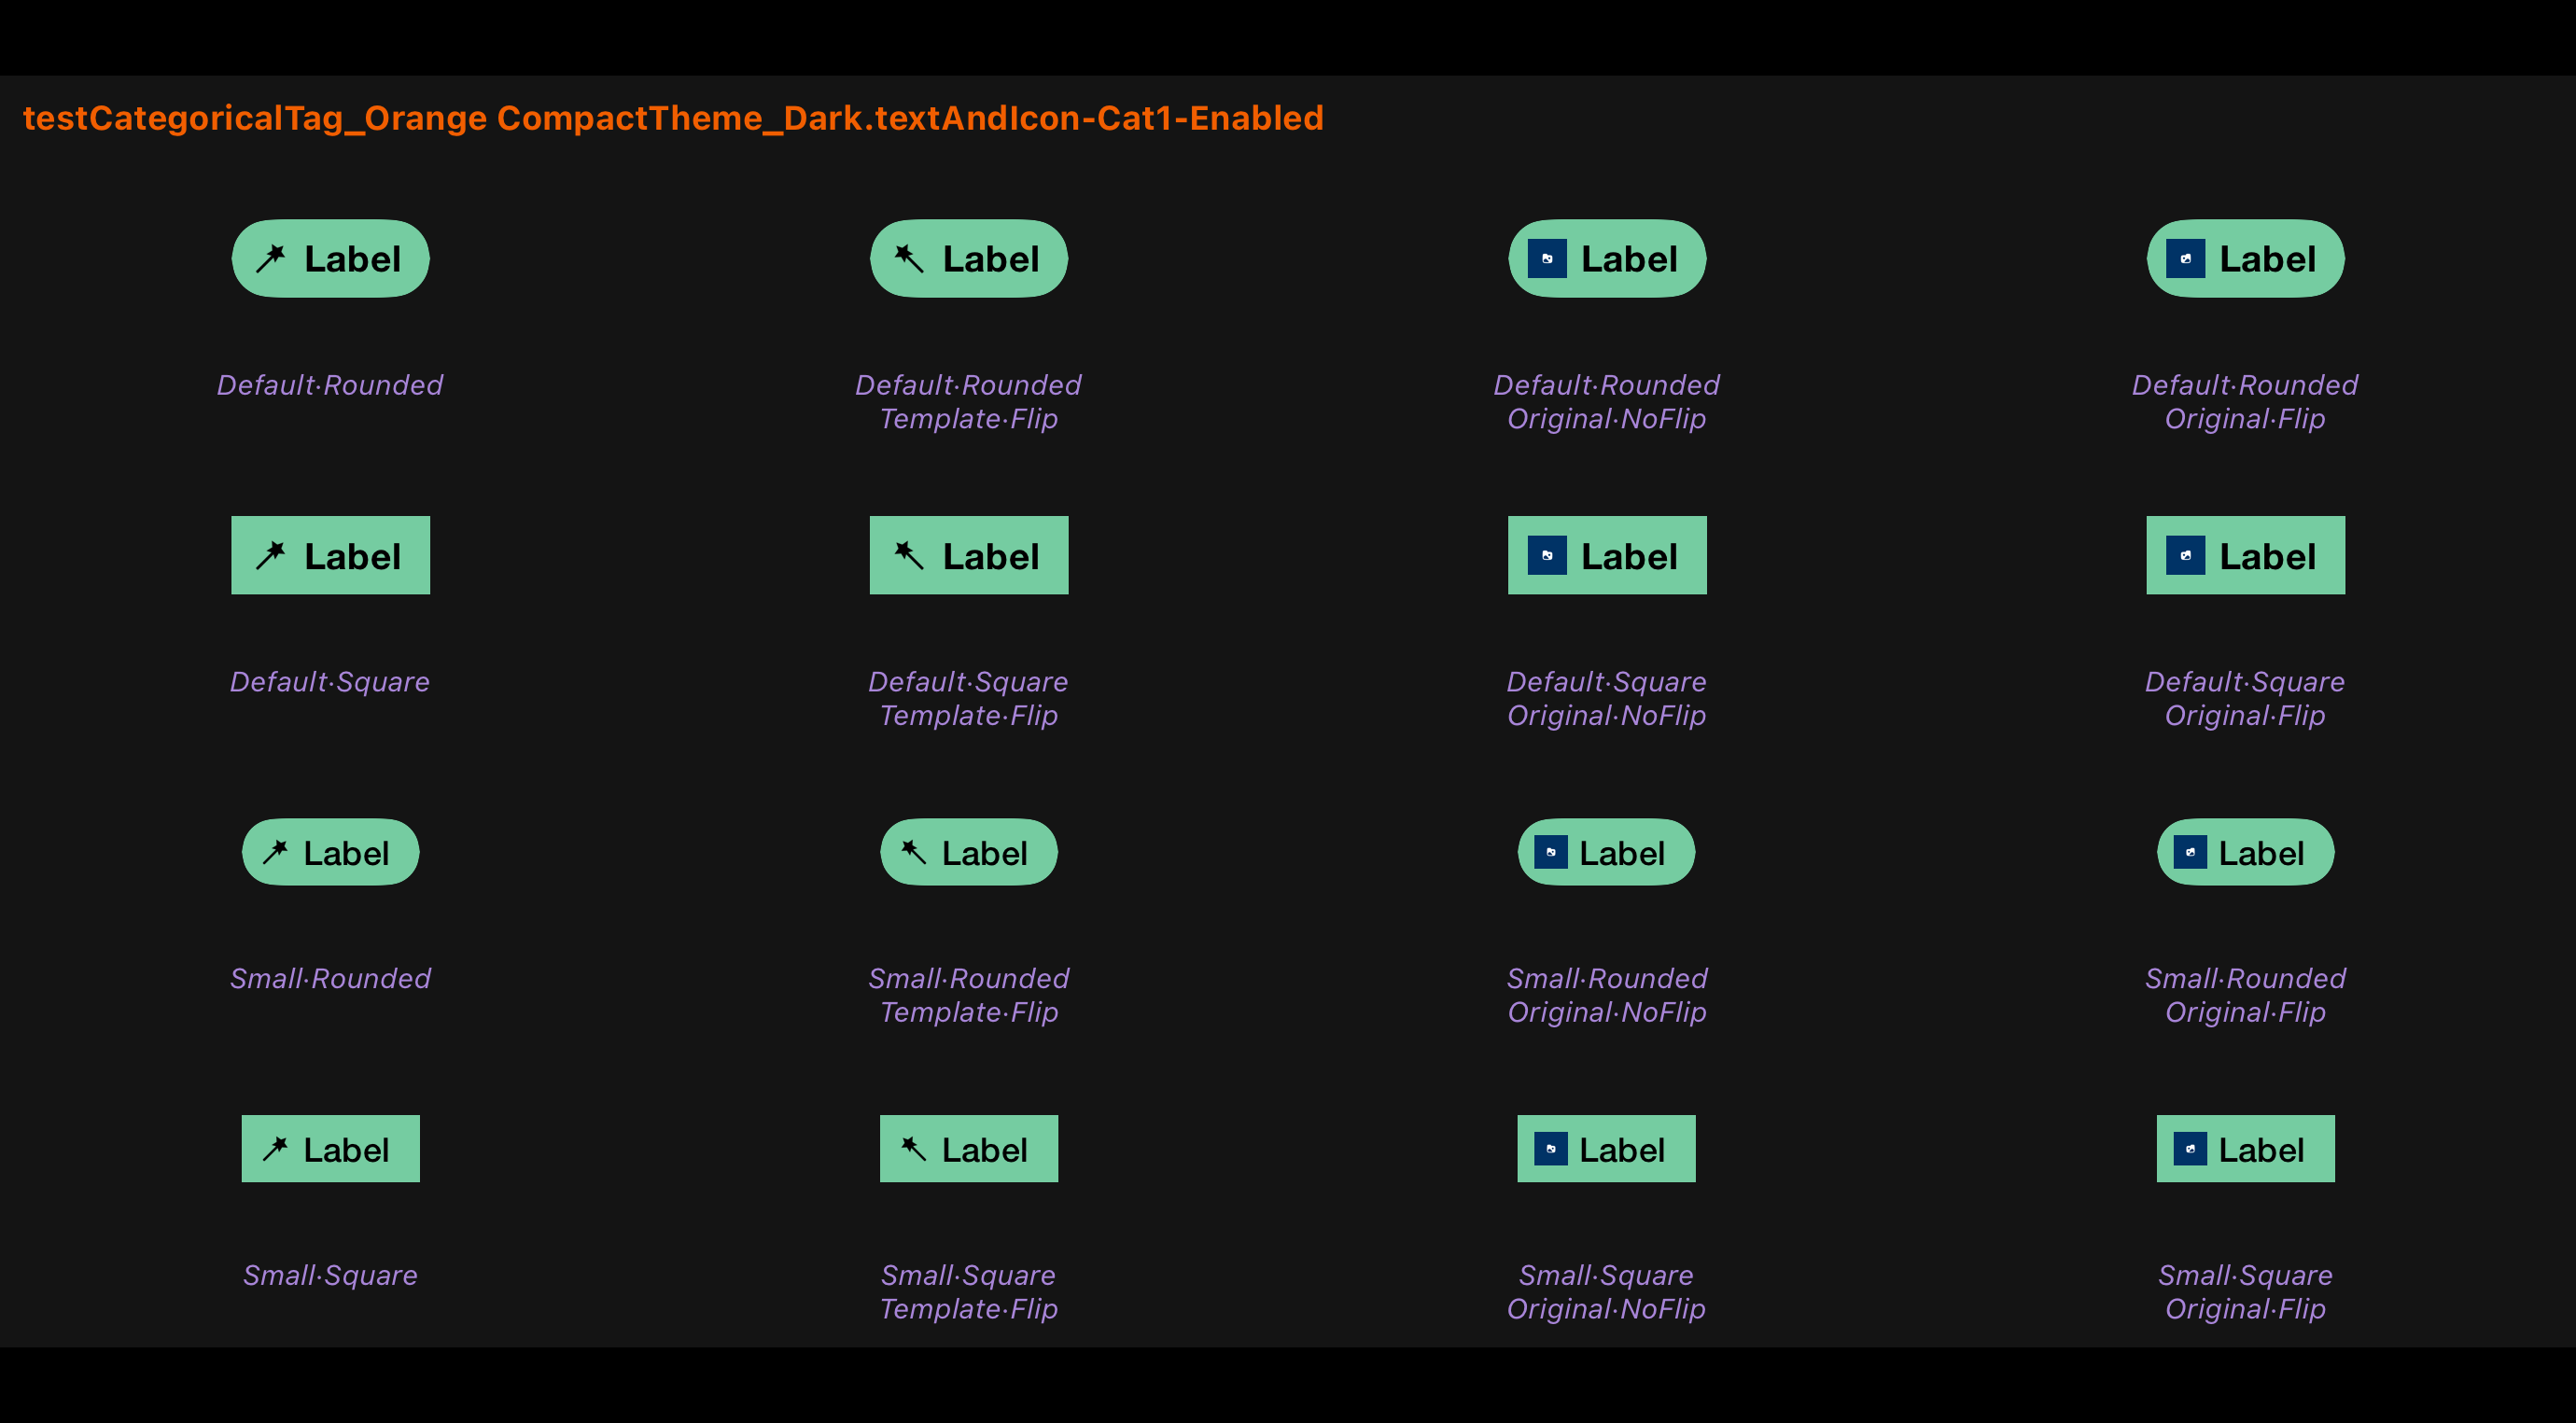 testCategoricalTag_Orange CompactTheme_Dark.textAndIcon-Cat1-Enabled
Label
Label
Label
Label
Default·Rounded
Default·Rounded
Template·Flip
Default·Rounded
Original·NoFlip
Default·Rounded
Original·Flip
Label
Label
Label
Label
Default·Square
Default·Square
Template·Flip
Default·Square
Original·NoFlip
Default·Square
Original·Flip
Label
Label
Label
Label
Small·Rounded
Small·Rounded
Template·Flip
Small·Rounded
Original·NoFlip
Small·Rounded
Original·Flip
Label
Label
Label
Label
Small·Square
Small·Square
Template·Flip
Small·Square
Original·NoFlip
Small·Square
Original·Flip